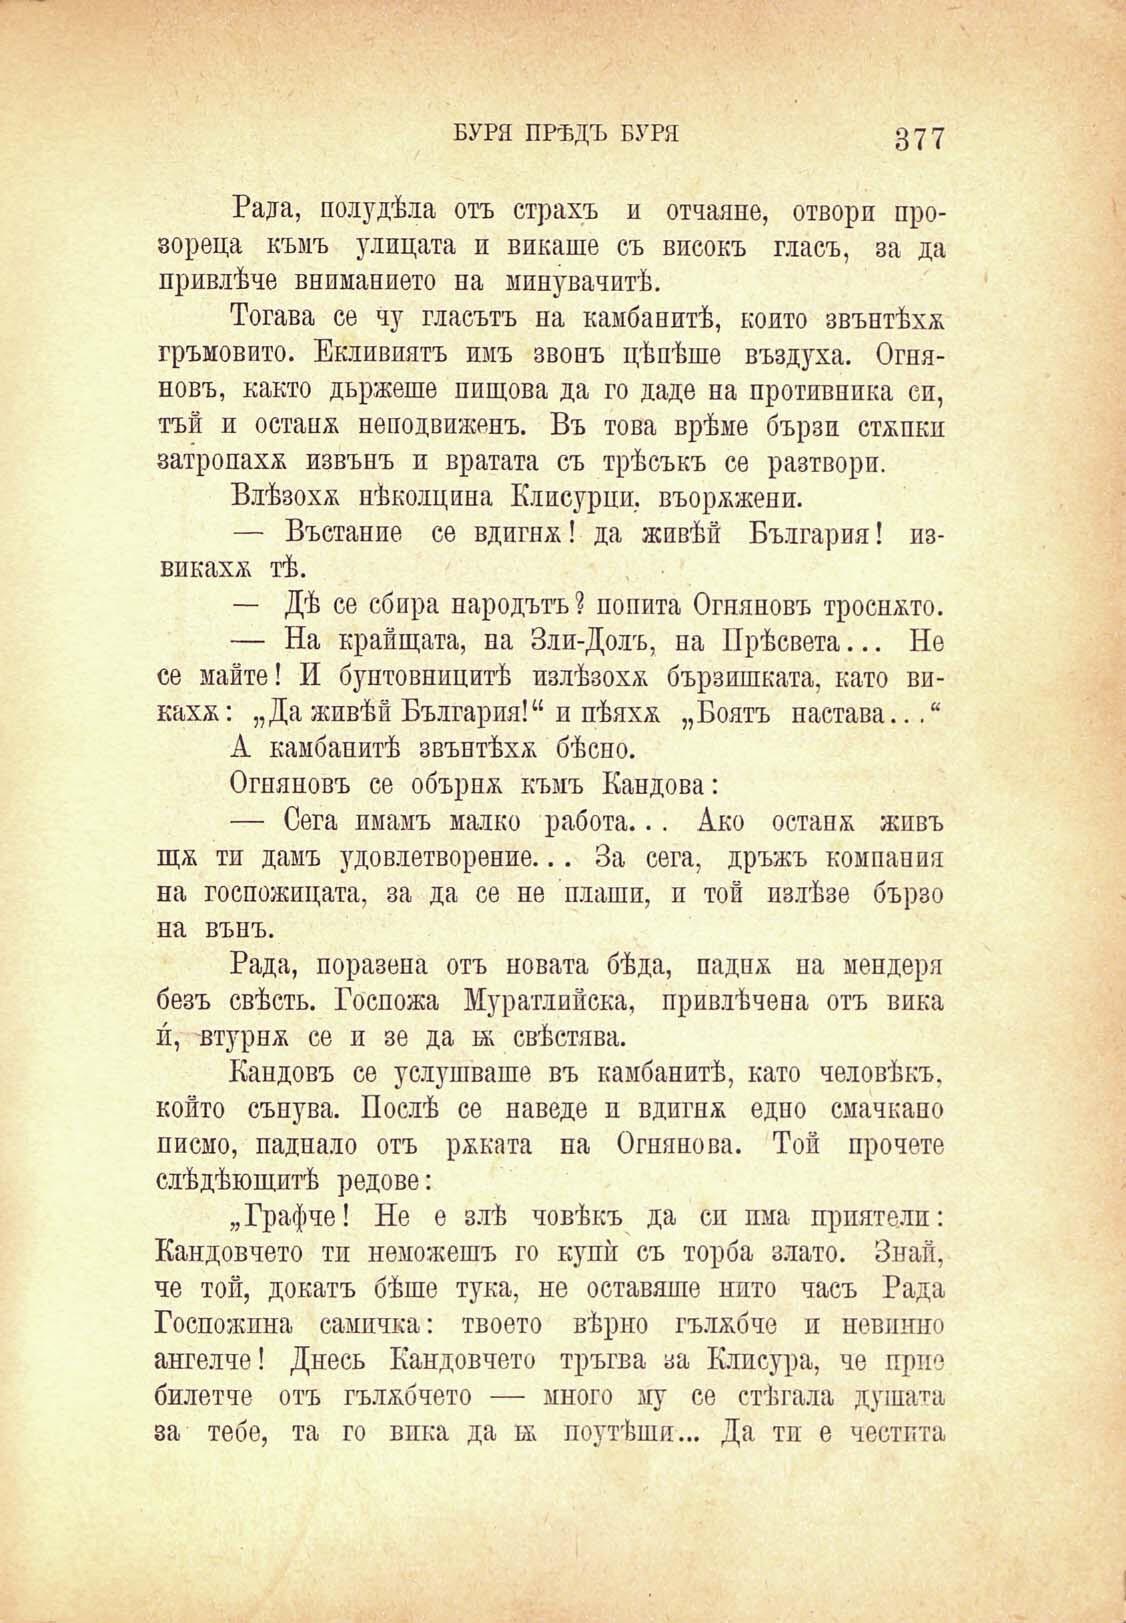 БУРЯ ПРѢДЪ БУРЯ 377
Рада, полудѣла отъ страхъ и отчаяне, отвори про-
зореца къмъ улицата и викаше съ високъ гласъ, за да
привлѣче вниманието на минувачитѣ.
Тогава се чу гласътъ на камбанитѣ, които звънтѣхѫ
гръмовито. Екливиятъ имъ звонъ цѣпѣше въздуха. Огня-
новъ, както дьржеше пищова да го даде на противника си,
тъй и останѫ неподвиженъ. Въ това врѣме бързи стѫпки
затропахѫ извънъ и вратата съ трѣсъкъ се разтвори.
Влѣзохѫ нѣколцина Клисурци, въорѫжени.
— Въстание се вдигнѫ! да живѣй България! из-
викахѫ тѣ.
— Дѣ се сбира народътъ? попита Огняновъ троснѫто.
— На крайщата, на Зли-Долъ, на Прѣсвета... Не
се майте! И бунтовницитѣ излѣзохѫ бързишката, като ви-
кахѫ: „Да живѣй България!“ и пѣяхѫ „Боятъ настава...“
А камбанитѣ звънтѣхѫ бѣсно.
Огняновъ се обърнѫ къмъ Кандова:
— Сега имамъ малко работа... Ако останѫ живъ
щѫ ти дамъ удовлетворение... За сега, дръжъ компания
на госпожицата, за да се не плаши, и той излѣзе бързо
на вънъ.
Рада, поразена отъ новата бѣда, паднѫ на мендеря
безъ свѣсть. Госпожа Муратлийска, привлѣчена отъ вика
ѝ, втурнѫ се и зе да ѭ свѣстява.
Кандовъ се услушваше въ камбанитѣ, като человѣкъ,
който сънува. Послѣ се наведе и вдигнѫ едно смачкано
писмо, паднало отъ рѫката на Огнянова. Той прочете
слѣдѣющитѣ редове:
„Графче! Не е злѣ човѣкъ да си има приятели:
Кандовчето ти неможешъ го купѝ съ торба злато. Знай,
че той, докатъ бѣше тука, не оставяше нито часъ Рада
Госпожина самичка: твоето вѣрно гълѫбче и невинно
ангелче! Днесь Кандовчето тръгва за Клисура, че прие
билетче отъ гълѫбчето — много му се стѣгала душата
за тебе, та го вика да ѭ поутѣши... Да ти е честита